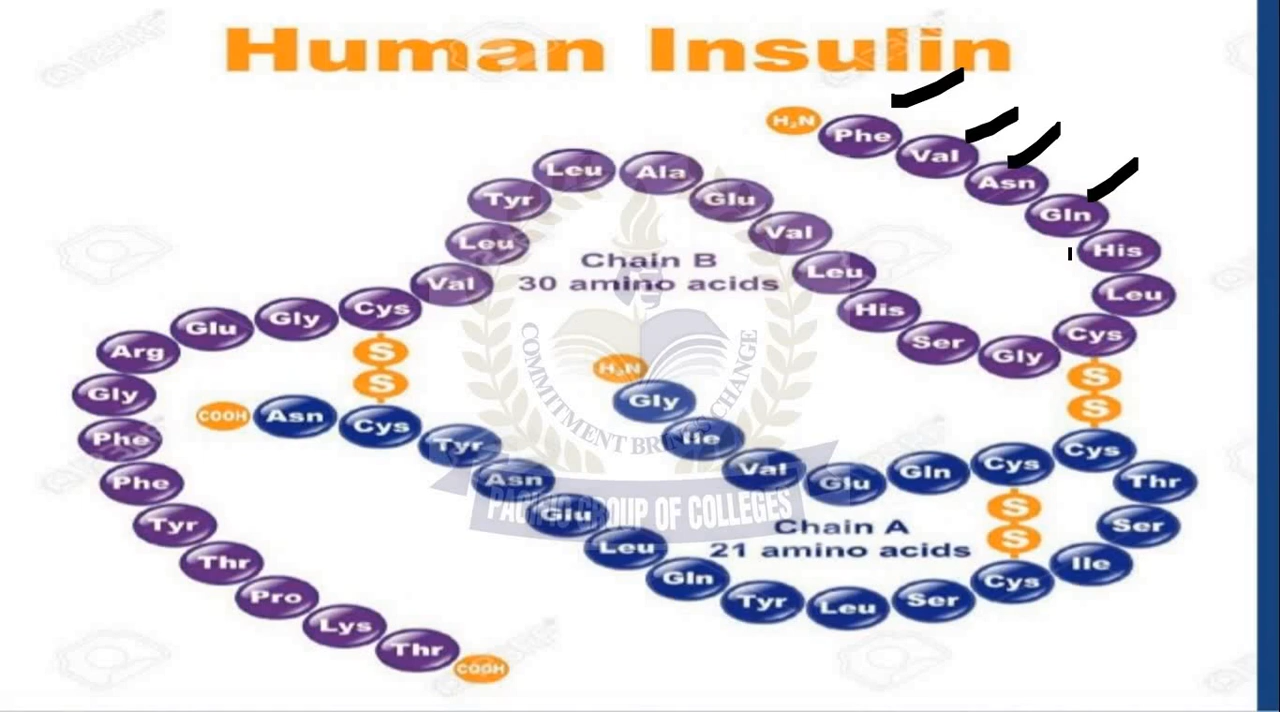 Human Insulin
H₂N
Phe
Val
Asn
Gln
His
Leu
Cys
Gly
Ser
His
Leu
Val
Glu
Ala
Leu
Tyr
Leu
Val
Cys
Gly
Glu
Arg
Gly
Phe
Phe
Tyr
Thr
Pro
Lys
Thr
COOH
Chain B
30 amino acids
S
S
S
S
H₂N
Gly
Ile
Val
Glu
Gln
Cys
Cys
Thr
Ser
Ile
Cys
Ser
Leu
Tyr
Gln
Leu
Glu
Asn
Tyr
Cys
Asn
COOH
S
S
Chain A
21 amino acids
COMMITMENT BRINGS CHANGE
PACIFIC GROUP OF COLLEGES